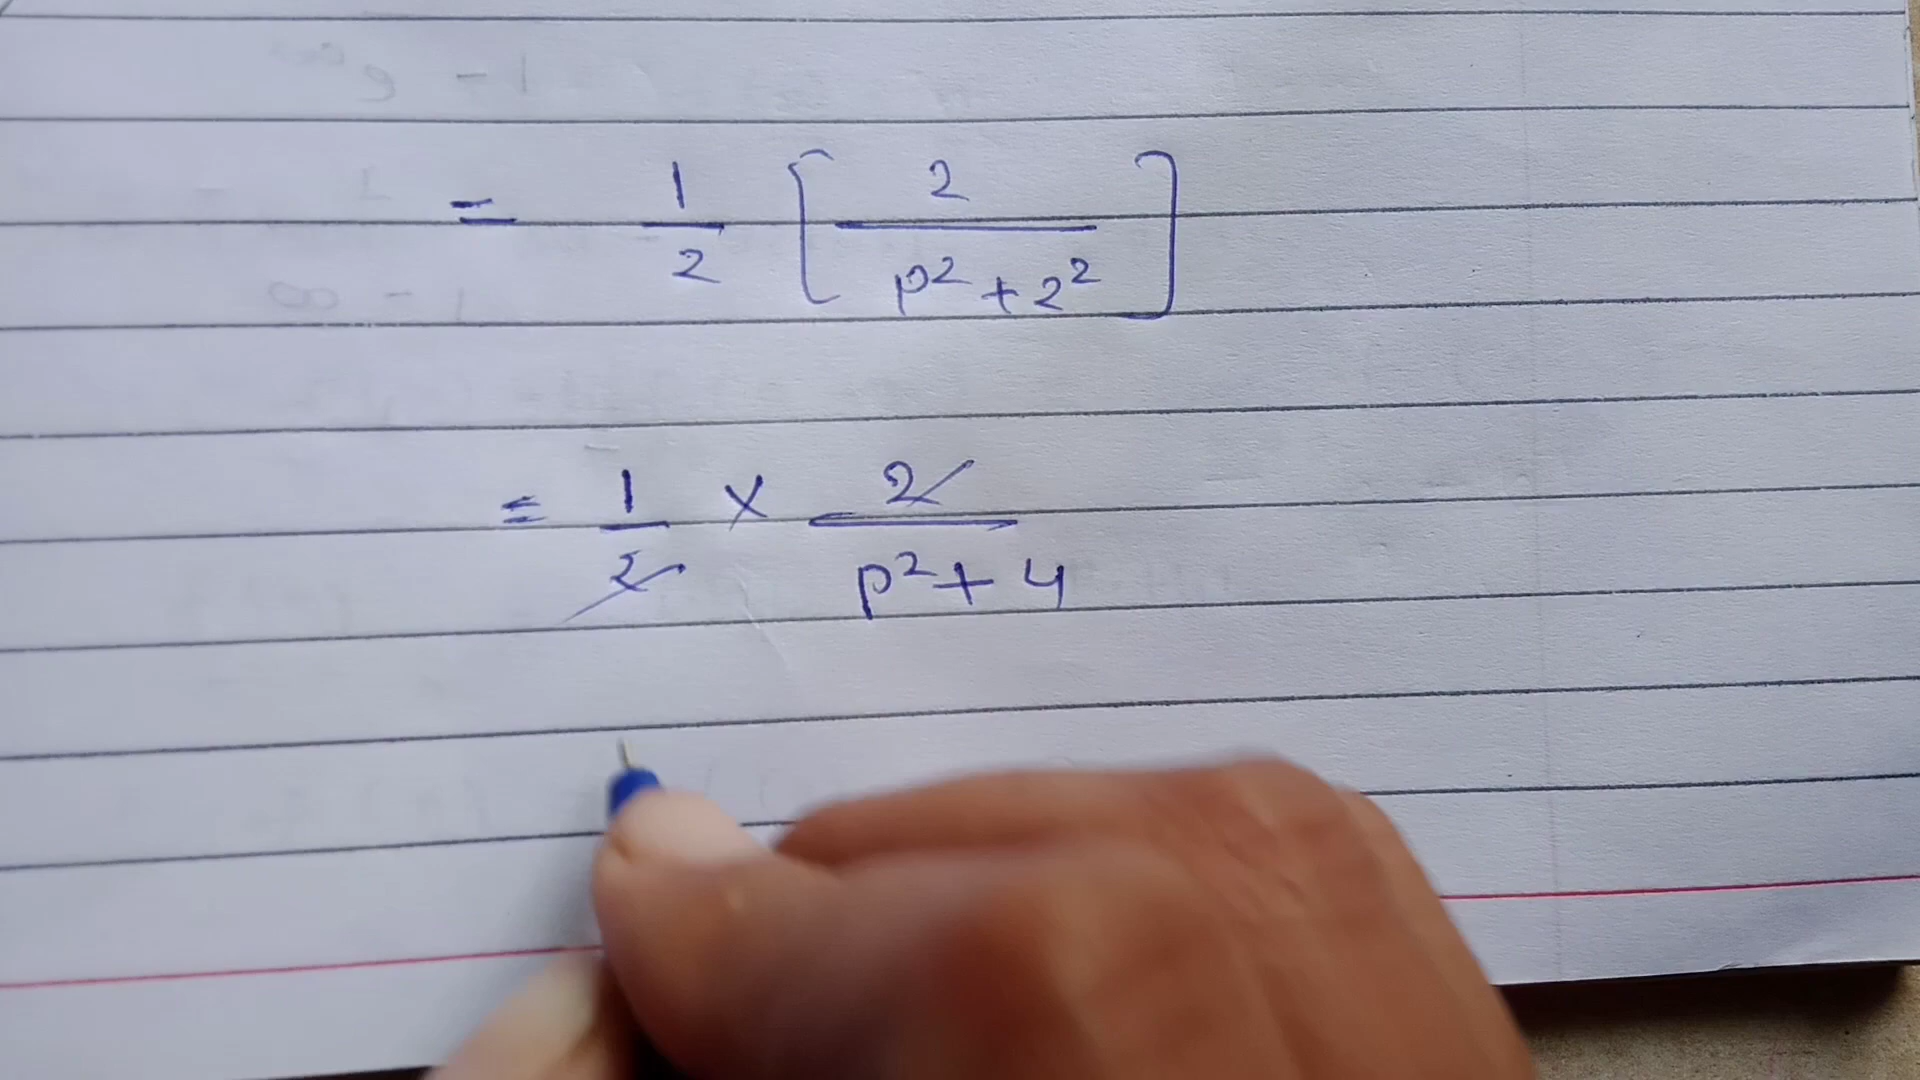 = 1/2 [ 2 / p² + 2² ]
= 1/2 × 2 / p² + 4